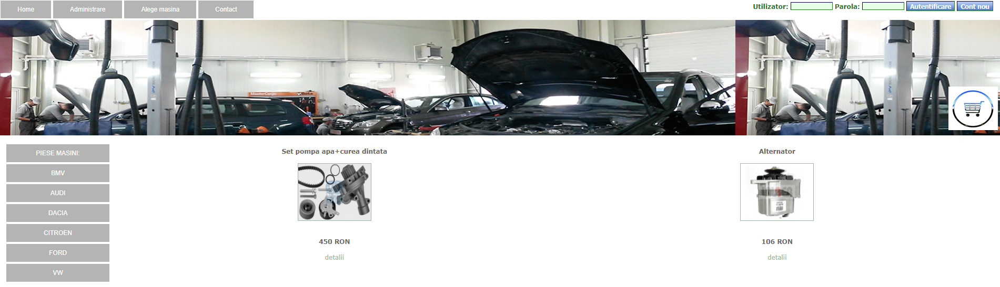 Home Administrare Alege masina Contact Utilizator: Parola: Autentificare Cont nou
MasterCargo
PIESE MASINI:
BMV
AUDI
DACIA
CITROEN
FORD
VW
Set pompa apa+curea dintata
450 RON
detalii
Alternator
106 RON
detalii